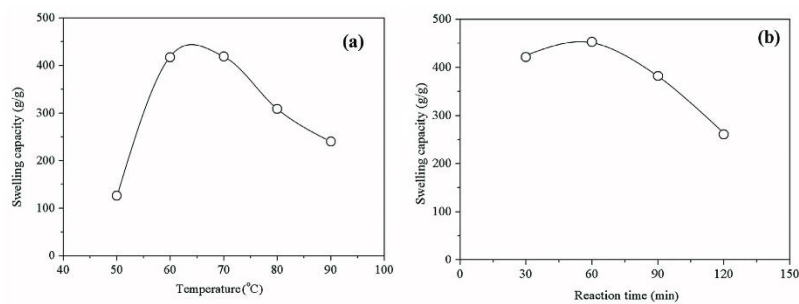 (a)
Swelling capacity (g/g)
500
400
300
200
100
0
40 50 60 70 80 90 100
Temperature (°C)
(b)
Swelling capacity (g/g)
500
400
300
200
100
0
0 30 60 90 120 150
Reaction time (min)